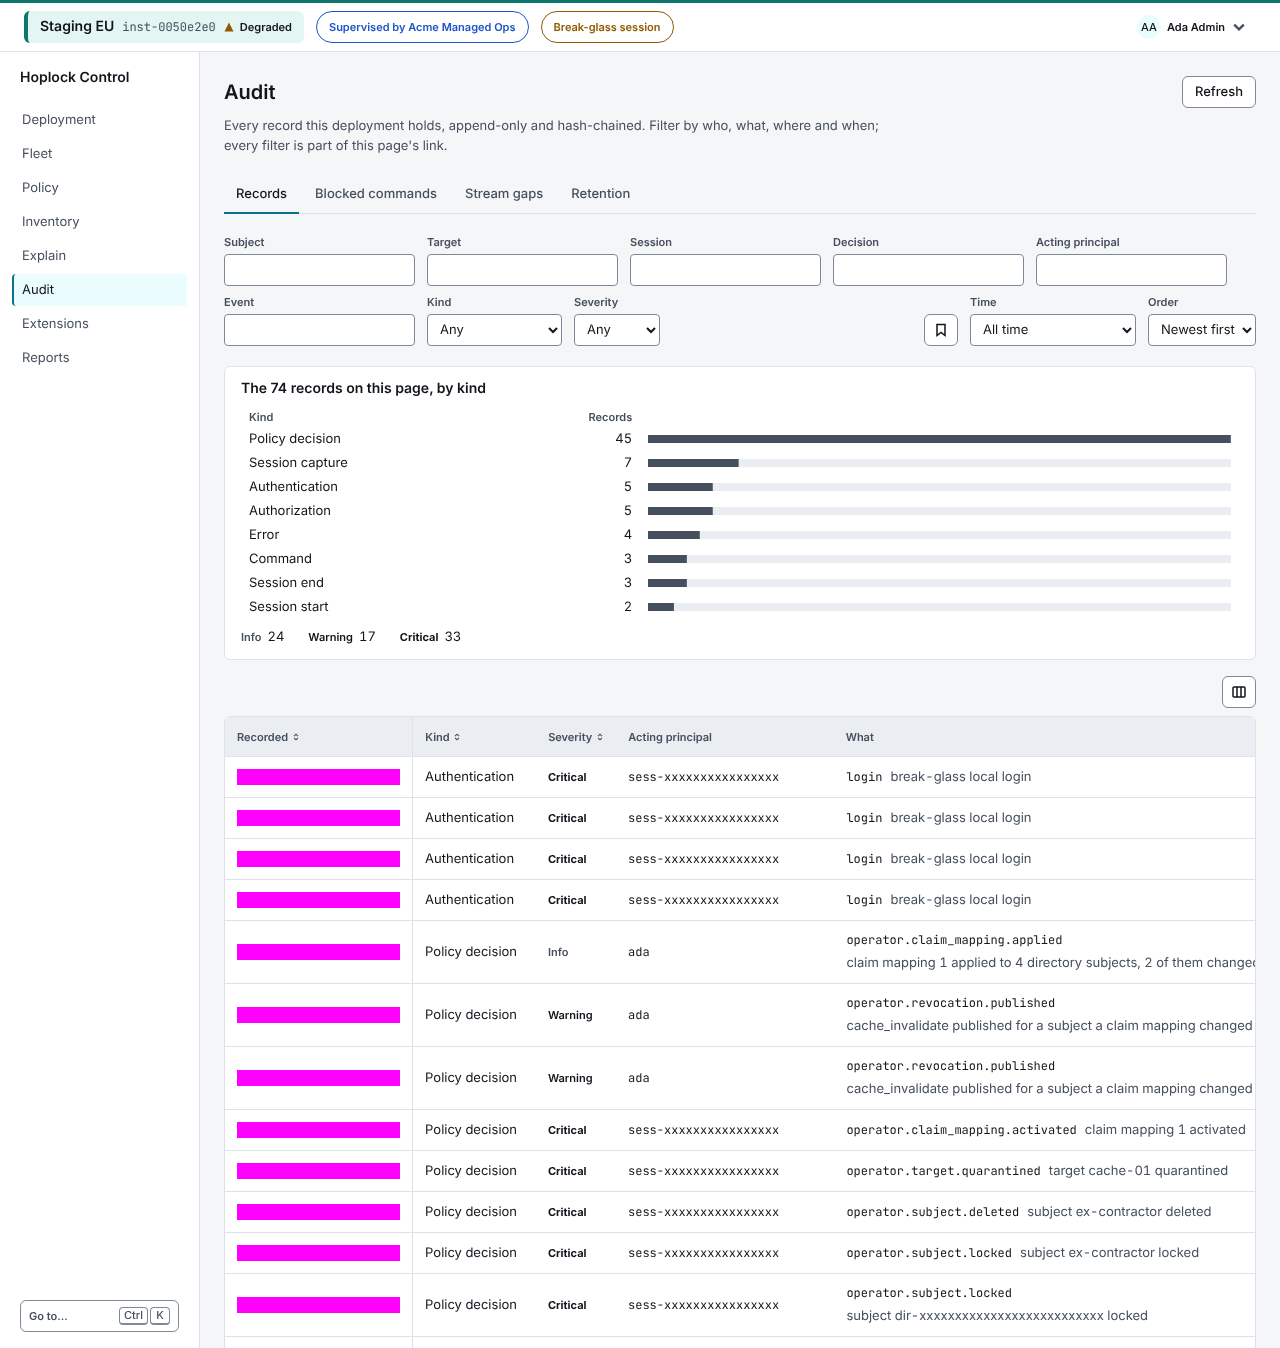 Staging EU inst-0050e2e0 Degraded Supervised by Acme Managed Ops Break-glass session AA Ada Admin
Hoplock Control
Deployment
Fleet
Policy
Inventory
Explain
Audit
Extensions
Reports
Go to... Ctrl K
Audit
Refresh
Every record this deployment holds, append-only and hash-chained. Filter by who, what, where and when;
every filter is part of this page's link.
Records Blocked commands Stream gaps Retention
Subject Target Session Decision Acting principal
Event Kind Severity Time Order
Any Any All time Newest first
The 74 records on this page, by kind
Kind Records
Policy decision 45
Session capture 7
Authentication 5
Authorization 5
Error 4
Command 3
Session end 3
Session start 2
Info 24 Warning 17 Critical 33
Recorded Kind Severity Acting principal What
Authentication Critical sess-xxxxxxxxxxxxxxxx login break-glass local login
Authentication Critical sess-xxxxxxxxxxxxxxxx login break-glass local login
Authentication Critical sess-xxxxxxxxxxxxxxxx login break-glass local login
Authentication Critical sess-xxxxxxxxxxxxxxxx login break-glass local login
Policy decision Info ada operator.claim_mapping.applied
claim mapping 1 applied to 4 directory subjects, 2 of them changed
Policy decision Warning ada operator.revocation.published
cache_invalidate published for a subject a claim mapping changed
Policy decision Warning ada operator.revocation.published
cache_invalidate published for a subject a claim mapping changed
Policy decision Critical sess-xxxxxxxxxxxxxxxx operator.claim_mapping.activated claim mapping 1 activated
Policy decision Critical sess-xxxxxxxxxxxxxxxx operator.target.quarantined target cache-01 quarantined
Policy decision Critical sess-xxxxxxxxxxxxxxxx operator.subject.deleted subject ex-contractor deleted
Policy decision Critical sess-xxxxxxxxxxxxxxxx operator.subject.locked subject ex-contractor locked
Policy decision Critical sess-xxxxxxxxxxxxxxxx operator.subject.locked
subject dir-xxxxxxxxxxxxxxxxxxxxxxxxxx locked